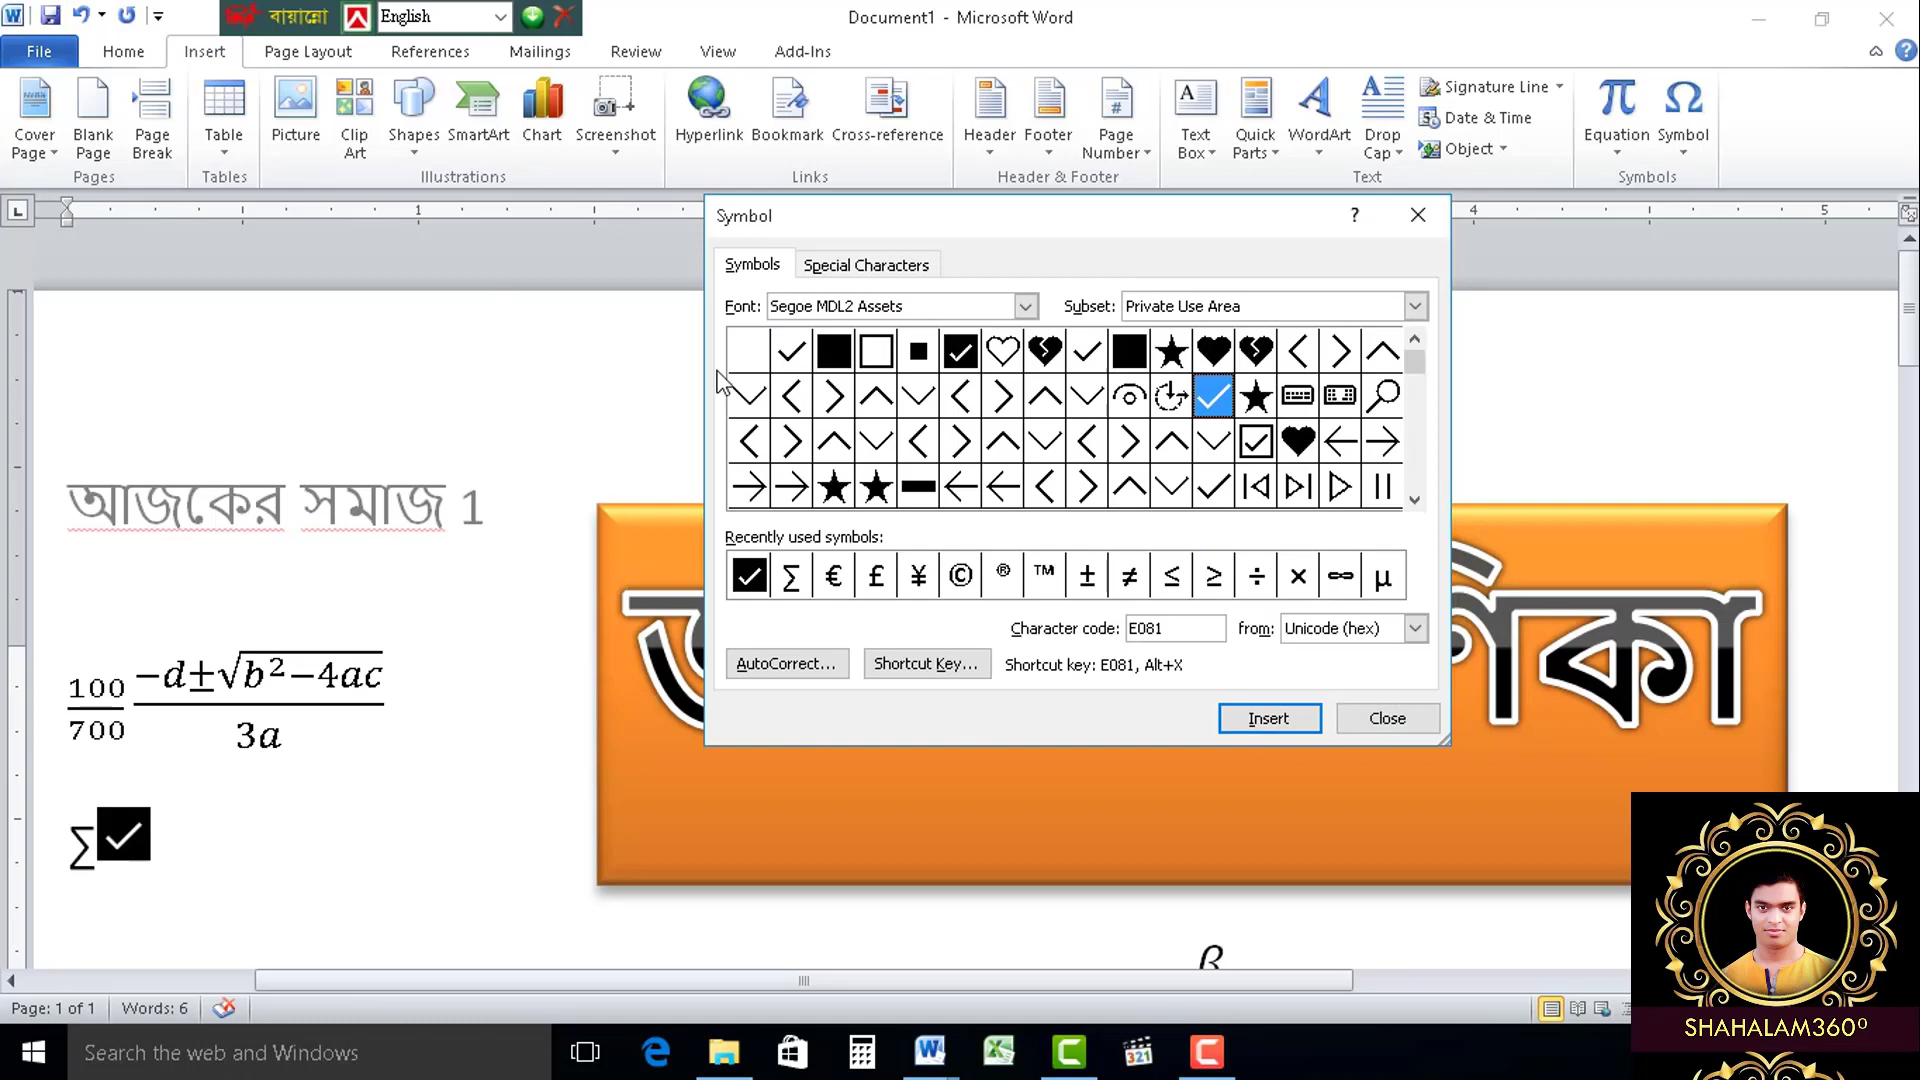 বায়ান্নো English Document1 - Microsoft Word
File Home Insert Page Layout References Mailings Review View Add-Ins
Cover Page Blank Page Page Break Table Picture Clip Art Shapes SmartArt Chart Screenshot Hyperlink Bookmark Cross-reference Header Footer Page Number Text Box Quick Parts WordArt Drop Cap Signature Line Date & Time Object Equation Symbol
Pages Tables Illustrations Links Header & Footer Text Symbols
1 4 5
Symbol ?
Symbols Special Characters
Font: Segoe MDL2 Assets Subset: Private Use Area
Recently used symbols:
∑ € £ ¥ © ® ™ ± ≠ ≤ ≥ ÷ × ∞ µ
Character code: E081 from: Unicode (hex)
AutoCorrect... Shortcut Key... Shortcut key: E081, Alt+X
Insert Close
আজকের সমাজ 1
100/700 -d±√b²-4ac/3a
∑
Page: 1 of 1 Words: 6
SHAHALAM360⁰
Search the web and Windows
321